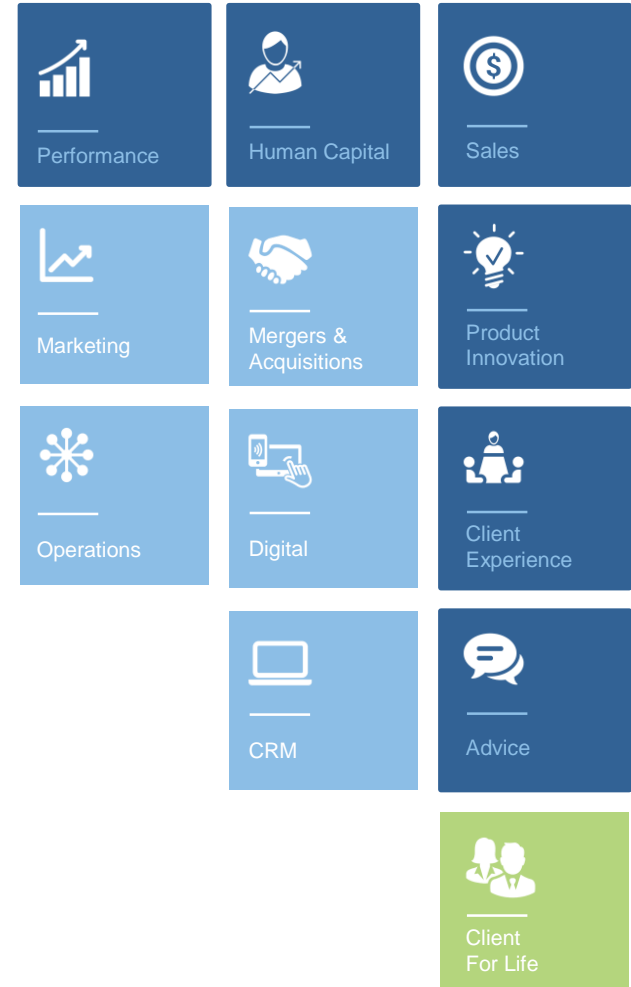 $
Performance
Human Capital
Sales
Marketing
Mergers &
Acquisitions
Product
Innovation
Operations
Digital
Client
Experience
CRM
Advice
Client
For Life